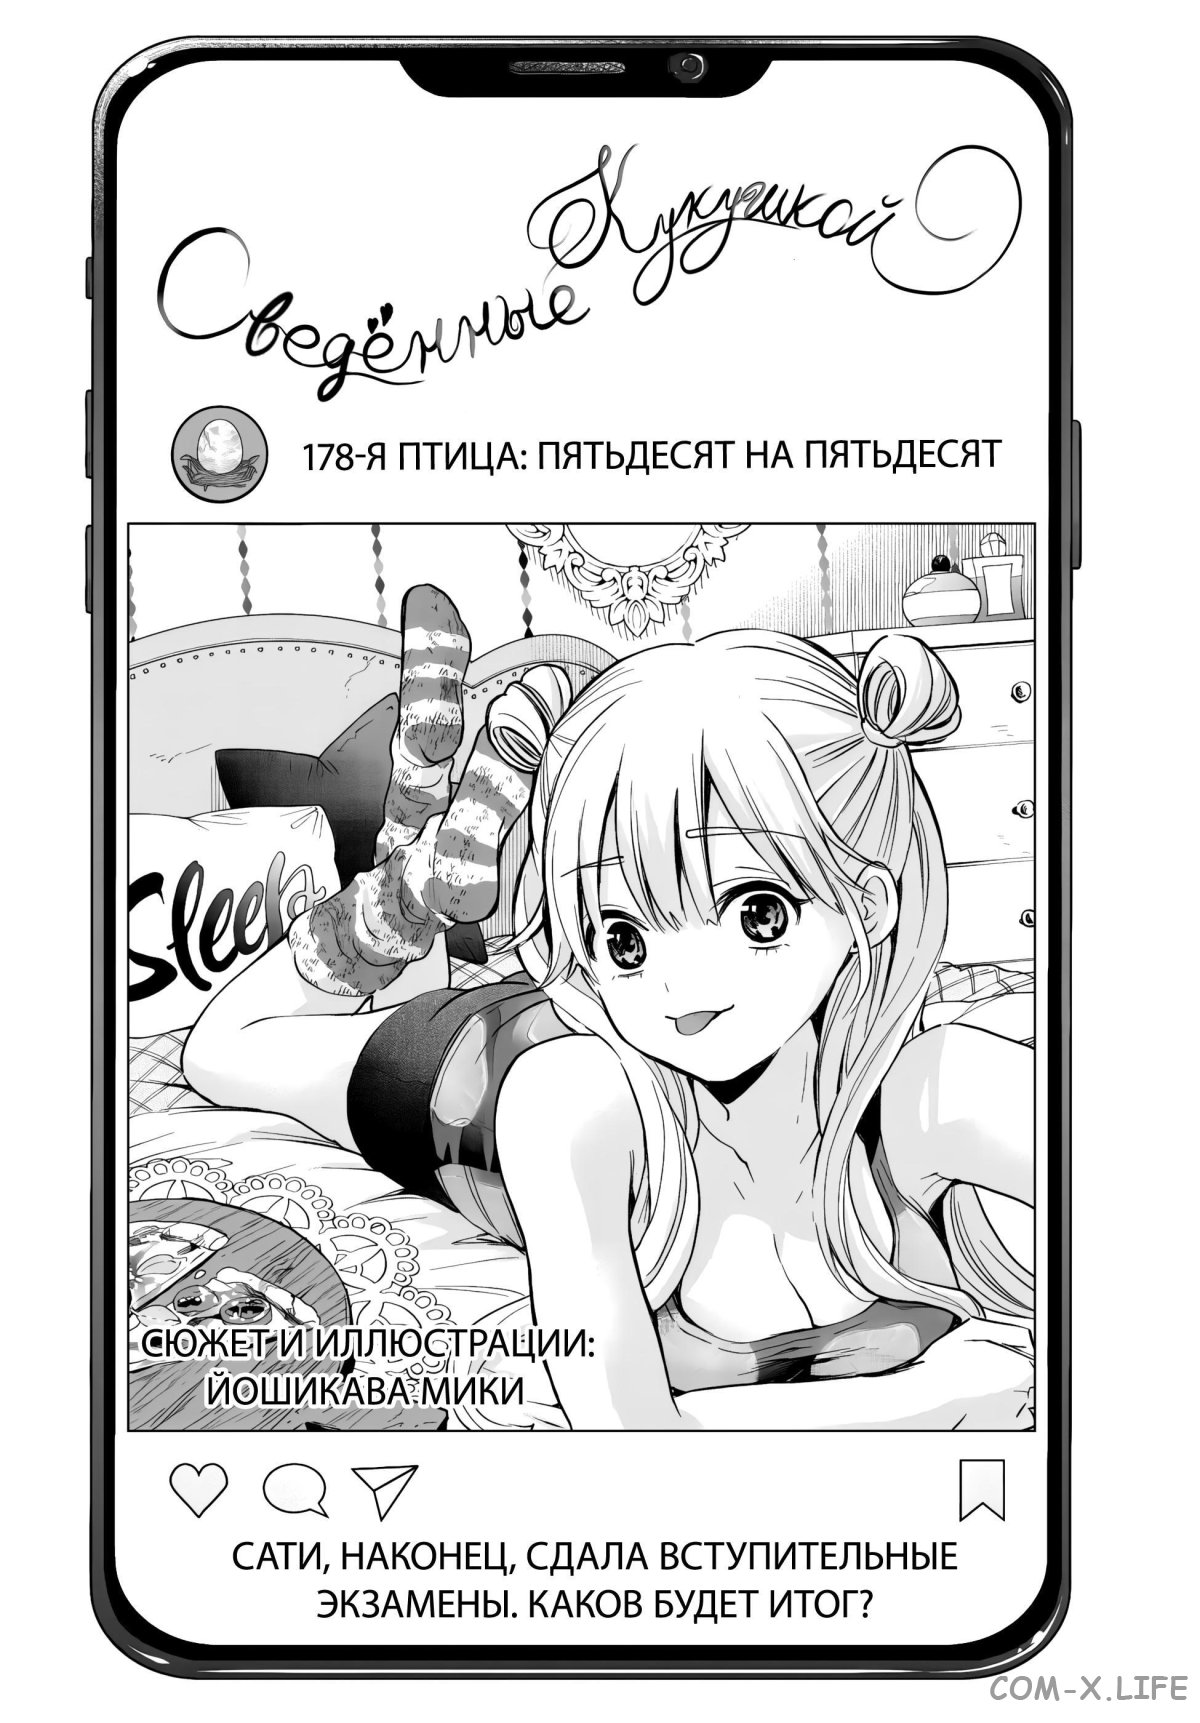 Сведённые Кукушкой
178-Я ПТИЦА: ПЯТЬДЕСЯТ НА ПЯТЬДЕСЯТ
Sleep
СЮЖЕТ И ИЛЛЮСТРАЦИИ:
ЙОШИКАВА МИКИ
САТИ, НАКОНЕЦ, СДАЛА ВСТУПИТЕЛЬНЫЕ
ЭКЗАМЕНЫ. КАКОВ БУДЕТ ИТОГ?
COM-X.LIFE